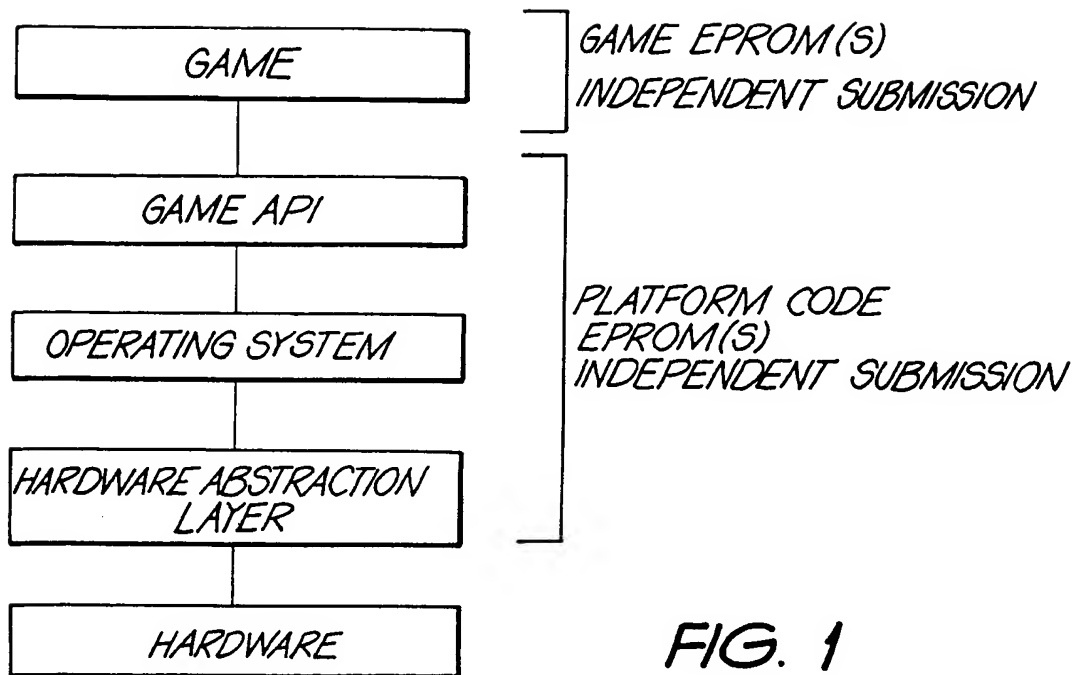 GAME
GAME EPROM(S)
INDEPENDENT SUBMISSION
GAME API
OPERATING SYSTEM
PLATFORM CODE
EPROM(S)
INDEPENDENT SUBMISSION
HARDWARE ABSTRACTION
LAYER
HARDWARE
FIG. 1